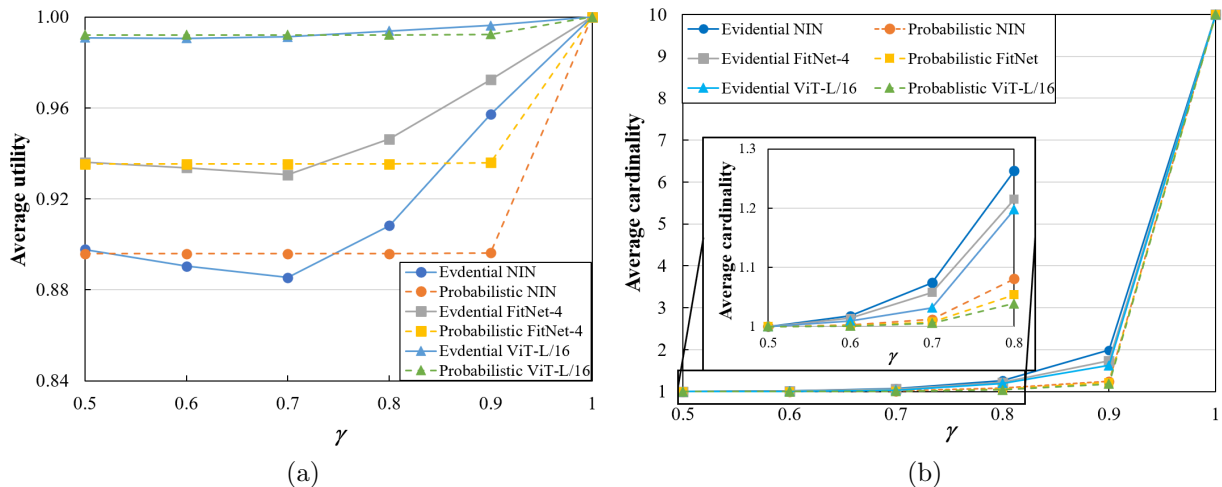 1.00
0.96
0.92
0.88
0.84
Average utility
0.5
0.6
0.7
0.8
0.9
1
γ
Evdential NIN
Probabilistic NIN
Evdential FitNet-4
Probabilistic FitNet-4
Evdential ViT-L/16
Probabilistic ViT-L/16
(a)
10
9
8
7
6
5
4
3
2
1
Average cardinality
Evidential NIN
Probabilistic NIN
Evidential FitNet-4
Probabilistic FitNet
Evidential ViT-L/16
Probablistic ViT-L/16
1.3
1.2
1.1
1
Average cardinality
0.5
0.6
0.7
0.8
γ
0.5
0.6
0.7
0.8
0.9
1
γ
(b)